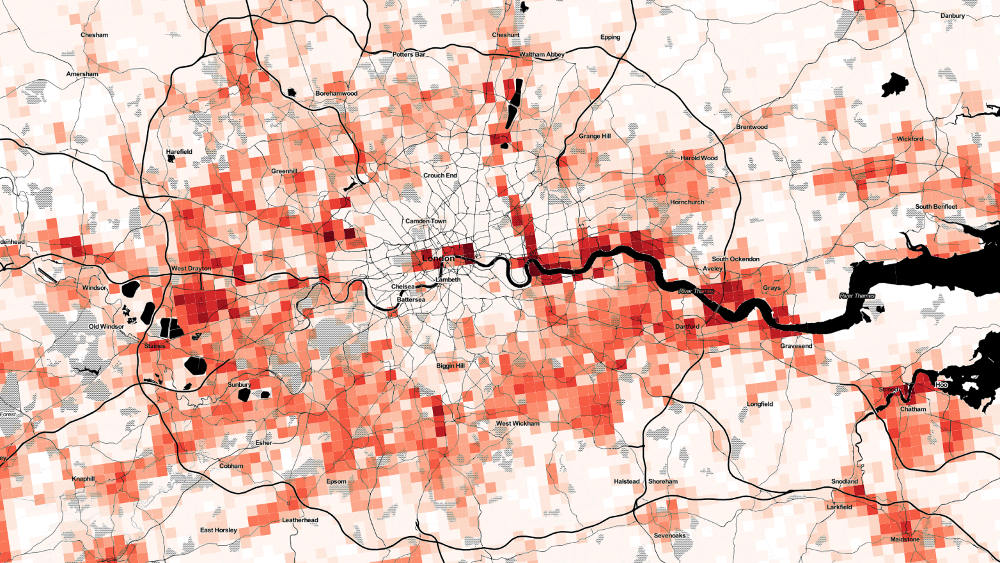 Danbury
Chesham
Cheshunt
Epping
Potters Bar
Waltham Abbey
Amersham
Borehamwood
Brentwood
Grange Hill
Wickford
Harefield
Harold Wood
Greenhill
Crouch End
Hornchurch
South Benfleet
Camden Town
denhead
London
South Ockendon
West Drayton
Aveley
Lambeth
Windsor
Chelsea
Grays
River Thames
River Thames
Battersea
Old Windsor
Dartford
Staines
Gravesend
Biggin Hill
Sunbury
Hoo
Strood
Longfield
Chatham
Forest
West Wickham
Esher
ey
Cobham
Knaphill
Epsom
Halstead
Shoreham
Snodland
Larkfield
Leatherhead
East Horsley
Sevenoaks
Maidstone